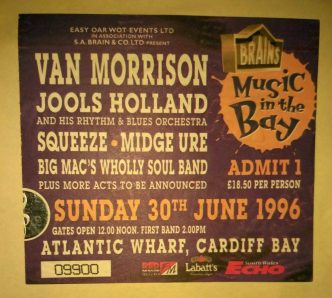 EASY OAR WOT-EVENTS LTD
IN ASSOCIATION WITH
S.A. BRAIN & CO. LTD PRESENT
VAN MORRISON
JOOLS HOLLAND
AND HIS RHYTHM & BLUES ORCHESTRA
SQUEEZE • MIDGE URE
BIG MAC'S WHOLLY SOUL BAND
PLUS MORE ACTS TO BE ANNOUNCED
BRAINS
Music
in the
Bay
ADMIT 1
£18.50 PER PERSON
SUNDAY 30TH JUNE 1996
GATES OPEN 12.00 NOON. FIRST BAND 2.00PM
ATLANTIC WHARF, CARDIFF BAY
09900
Labatt's
South Wales
ECHO